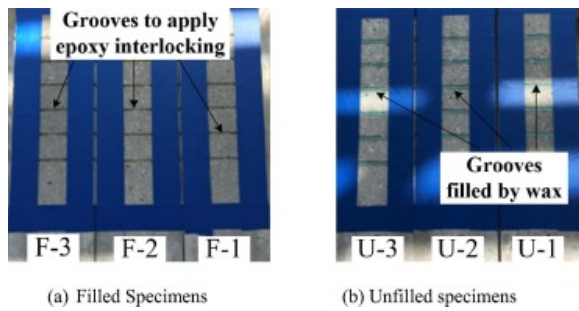 Grooves to apply
epoxy interlocking
F-3 F-2 F-1
(a) Filled Specimens
Grooves
filled by wax
U-3 U-2 U-1
(b) Unfilled specimens